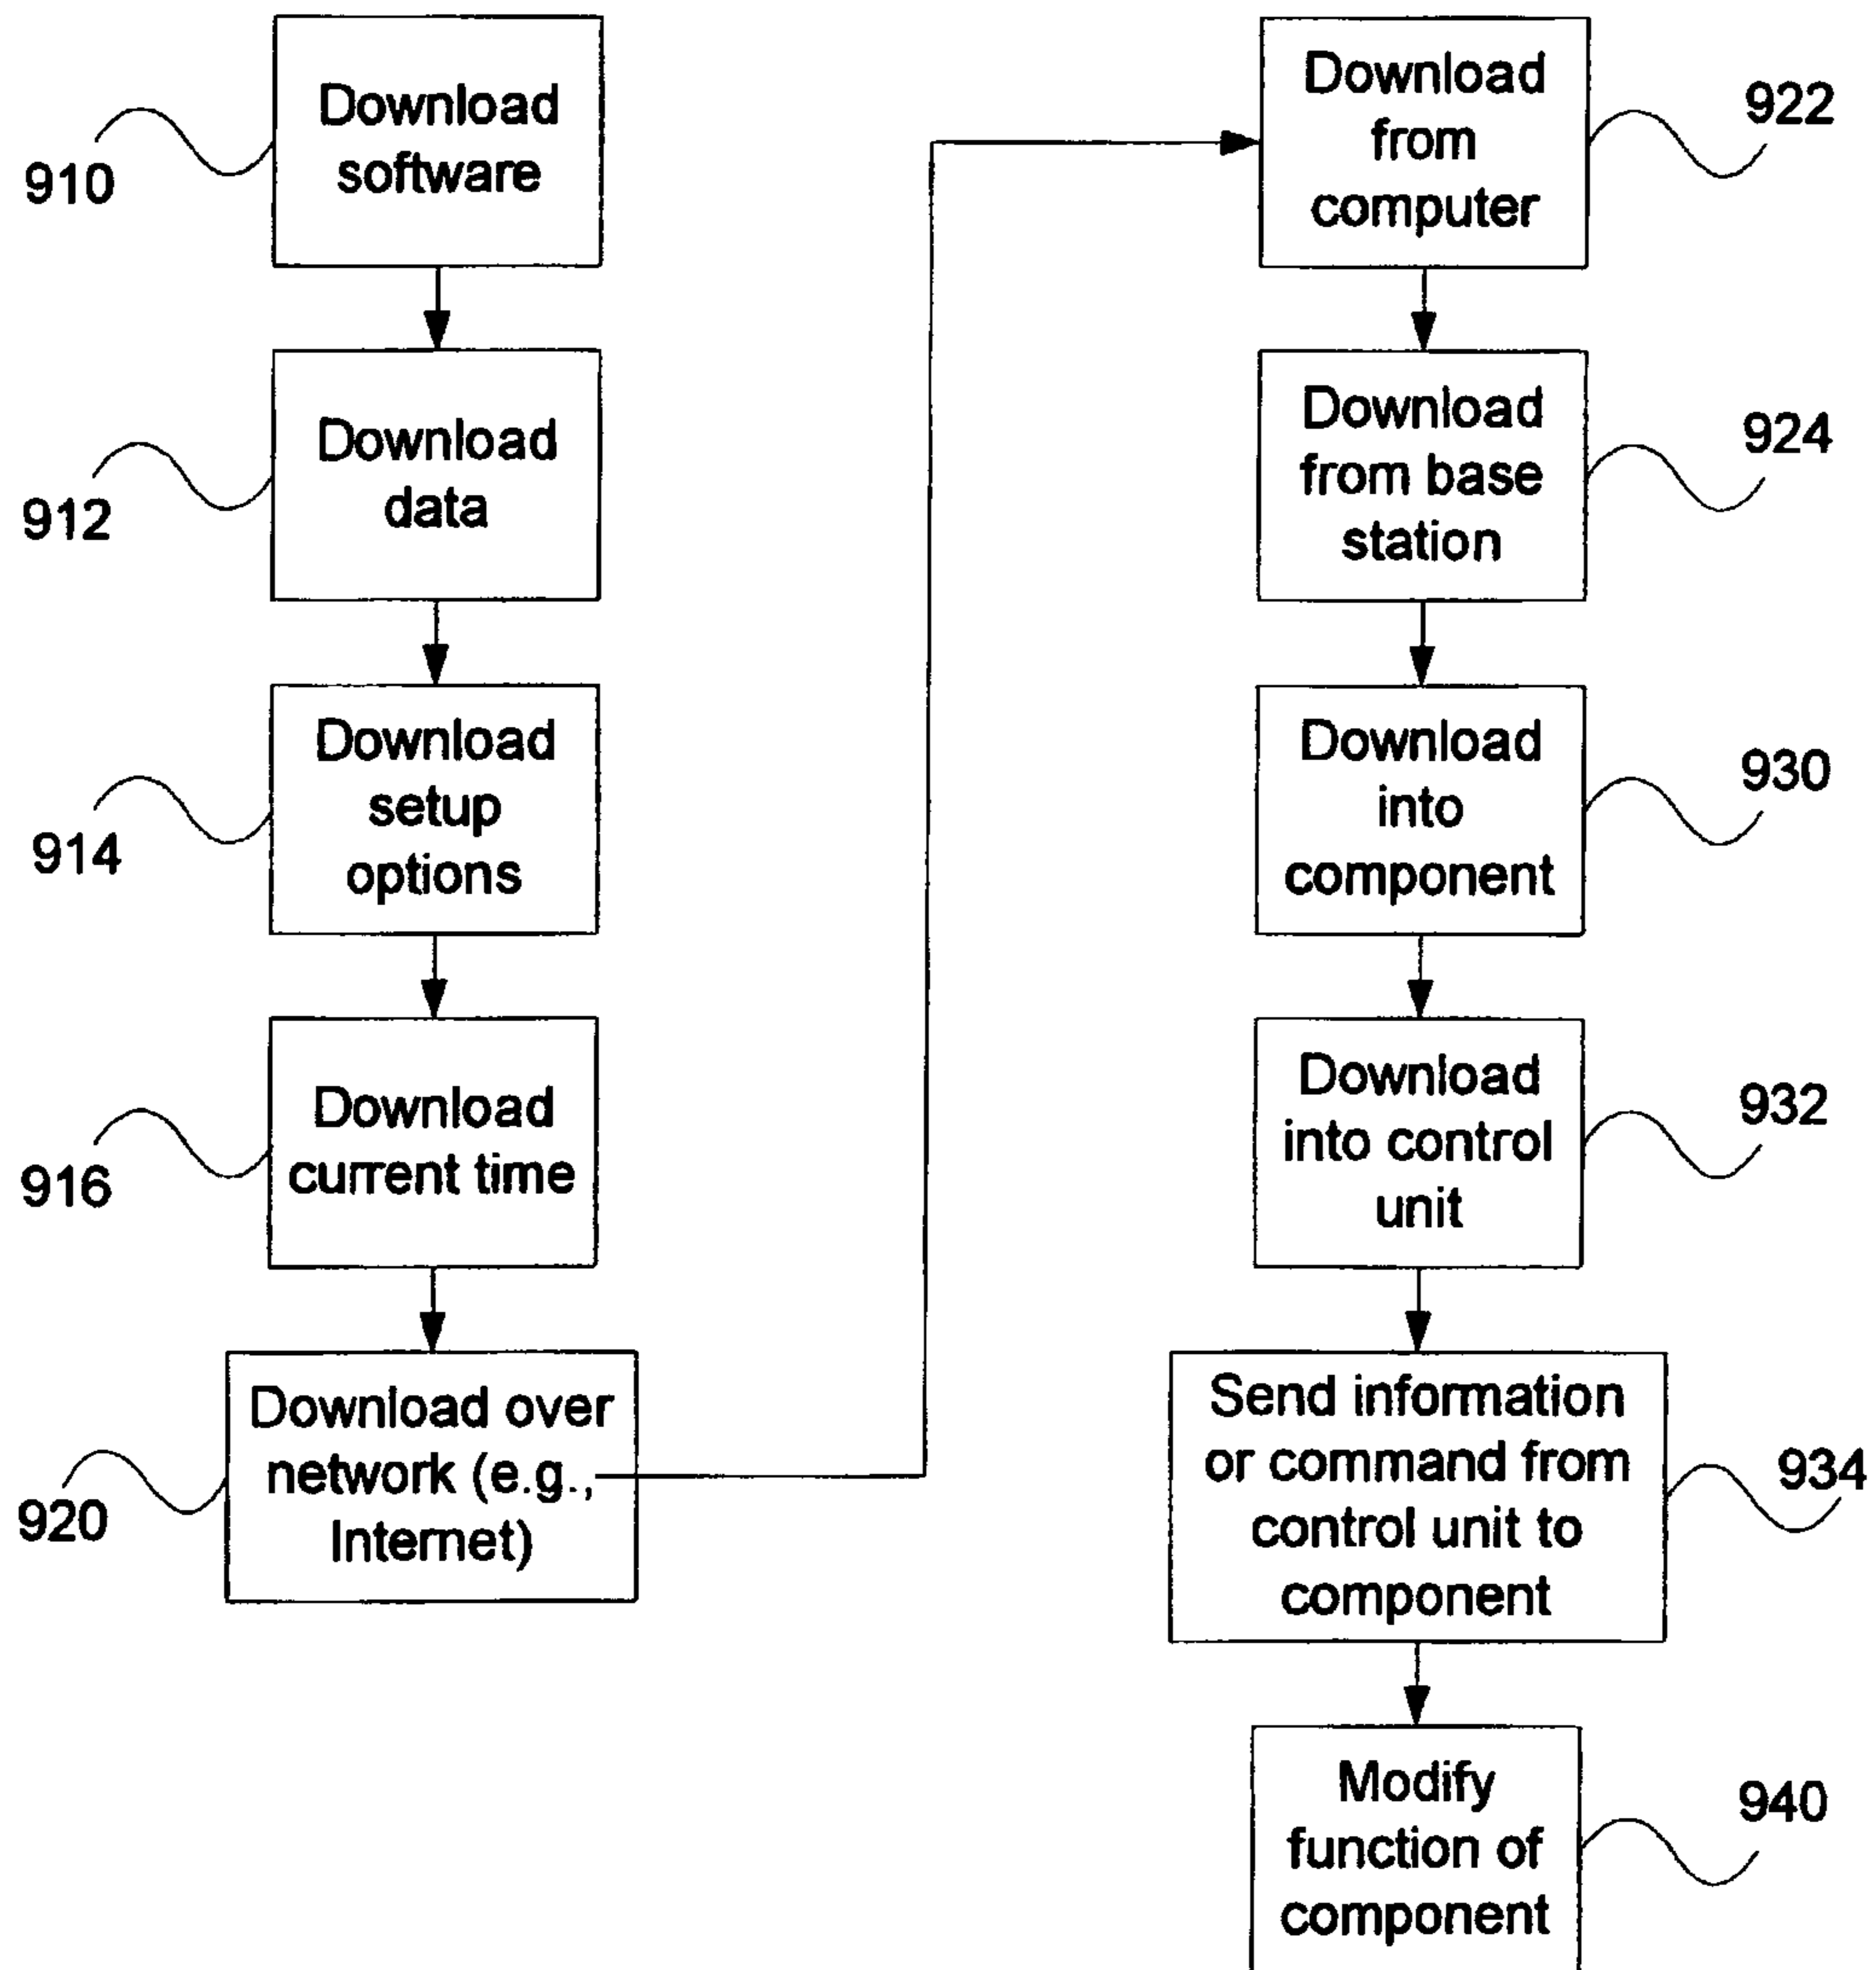 Download
software
910
Download
data
912
Download
setup
options
914
Download
current time
916
Download over
network (e.g.,
Internet)
920
Download
from
computer
922
Download
from base
station
924
Download
into
component
930
Download
into control
unit
932
Send information
or command from
control unit to
component
934
Modify
function of
component
940